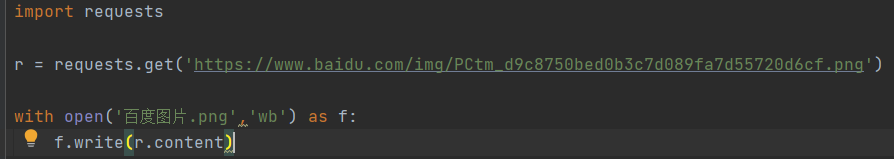 import requests
r = requests.get('https://www.baidu.com/img/PCtm_d9c8750bed0b3c7d089fa7d55720d6cf.png')
with open('百度图片.png','wb') as f:
f.write(r.content)